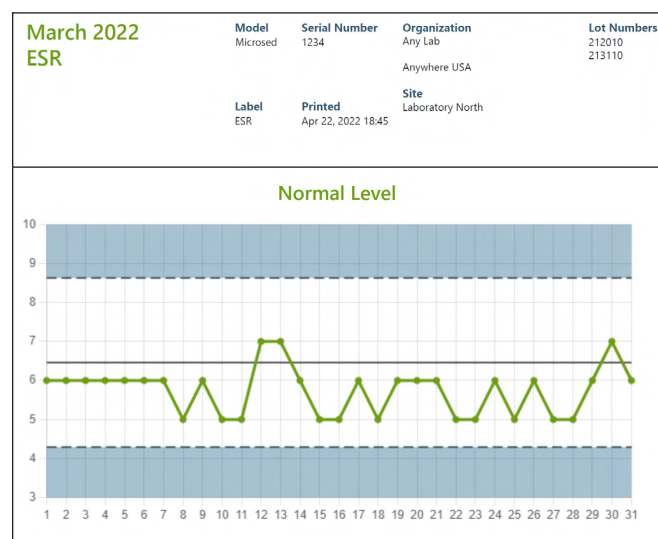 March 2022
ESR
Model Serial Number Organization Lot Numbers
Microsed 1234 Any Lab 212010
213110
Anywhere USA
Site
Label Printed Laboratory North
ESR Apr 22, 2022 18:45
Normal Level
10
9
8
7
6
5
4
3
1 2 3 4 5 6 7 8 9 10 11 12 13 14 15 16 17 18 19 20 21 22 23 24 25 26 27 28 29 30 31